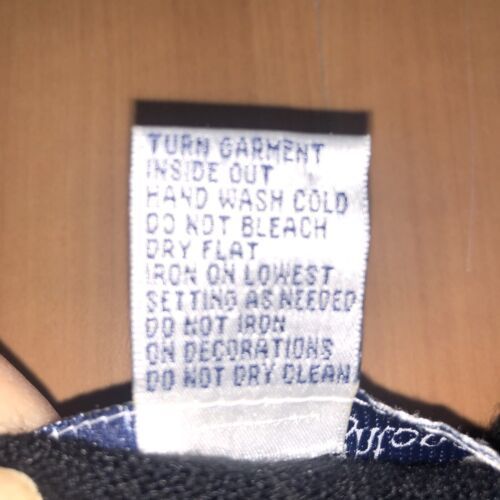 TURN GARMENT
INSIDE OUT
HAND WASH COLD
DO NOT BLEACH
DRY FLAT
IRON ON LOWEST
SETTING AS NEEDED
DO NOT IRON
ON DECORATIONS
DO NOT DRY CLEAN